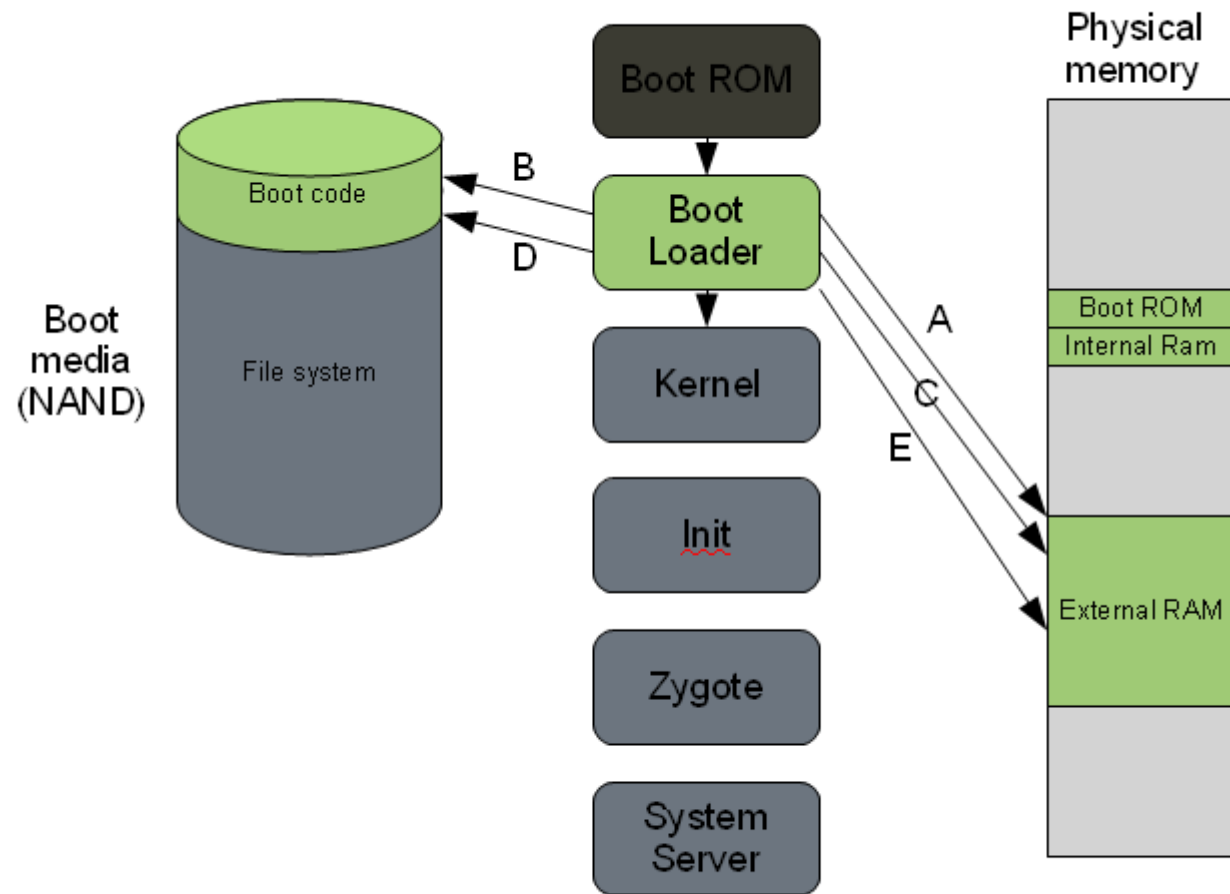 Physical
memory
Boot ROM
Boot code
B
D
Boot
Loader
A
C
E
Boot ROM
Internal Ram
Boot
media
(NAND)
File system
Kernel
Init
External RAM
Zygote
System
Server